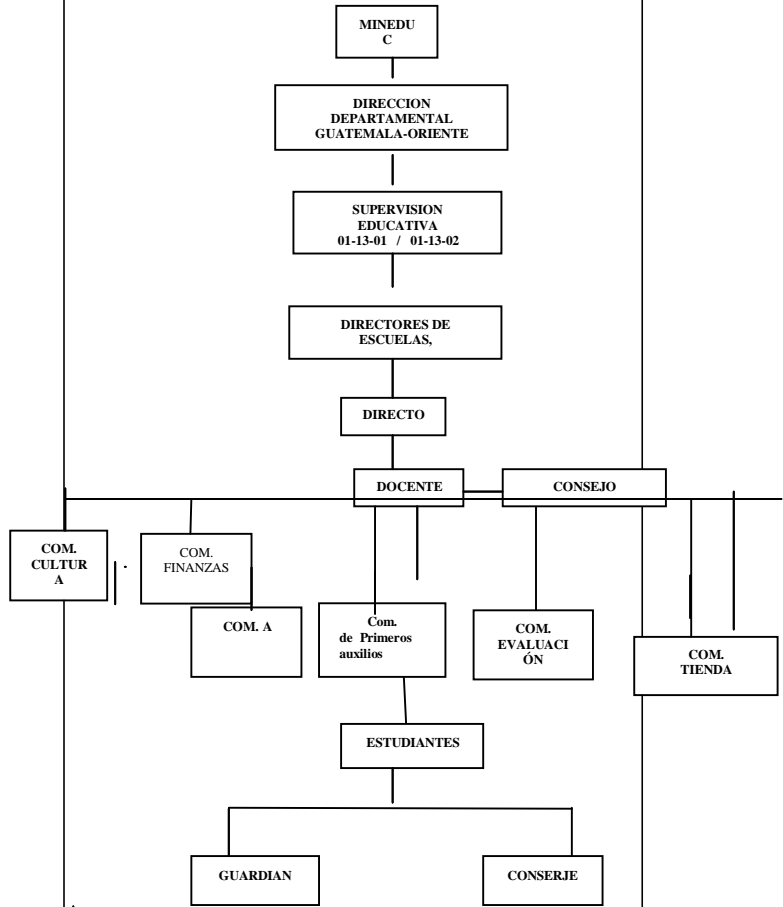 MINEDU
C
DIRECCION
DEPARTAMENTAL
GUATEMALA-ORIENTE
SUPERVISION
EDUCATIVA
01-13-01 / 01-13-02
DIRECTORES DE
ESCUELAS,
DIRECTO
DOCENTE
CONSEJO
COM.
CULTUR
A
.
COM.
FINANZAS
COM. A
Com.
de Primeros
auxilios
COM.
EVALUACI
ÓN
COM.
TIENDA
ESTUDIANTES
GUARDIAN
CONSERJE